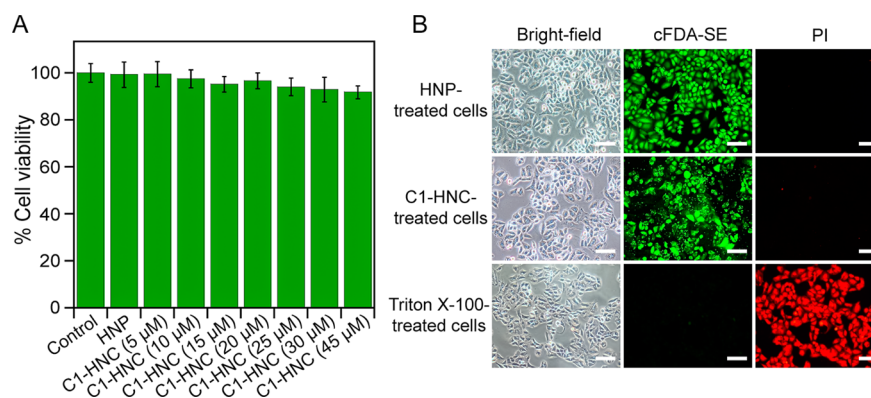 A
% Cell viability
100
80
60
40
20
0
Control
HNP
C1-HNC (5 µM)
C1-HNC (10 µM)
C1-HNC (15 µM)
C1-HNC (20 µM)
C1-HNC (25 µM)
C1-HNC (30 µM)
C1-HNC (45 µM)
B
Bright-field
cFDA-SE
PI
HNP-
treated cells
C1-HNC-
treated cells
Triton X-100-
treated cells